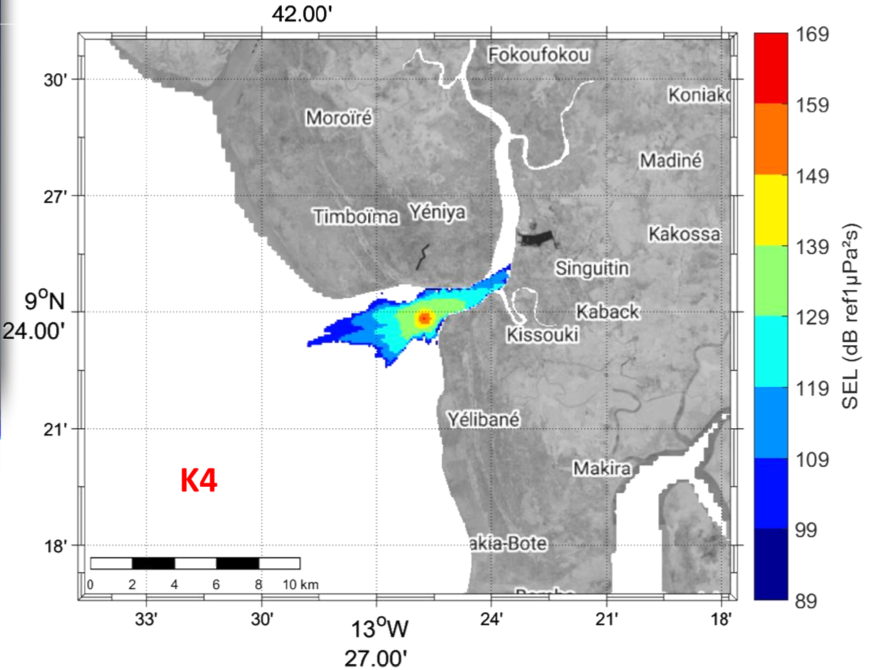 42.00'
169
30'
Fokoufokou
Koniak
159
Moroïré
Madiné
149
27'
Timboïma Yéniya
Kakossa
139
Singuitin
9°N
24.00'
Kaback
129
Kissouki
119
SEL (dB ref1µPa²s)
21'
Yélibané
109
K4
Makira
99
18'
akia-Bote
0 2 4 6 8 10 km
89
33' 30' 13°W 24' 21' 18'
27.00'